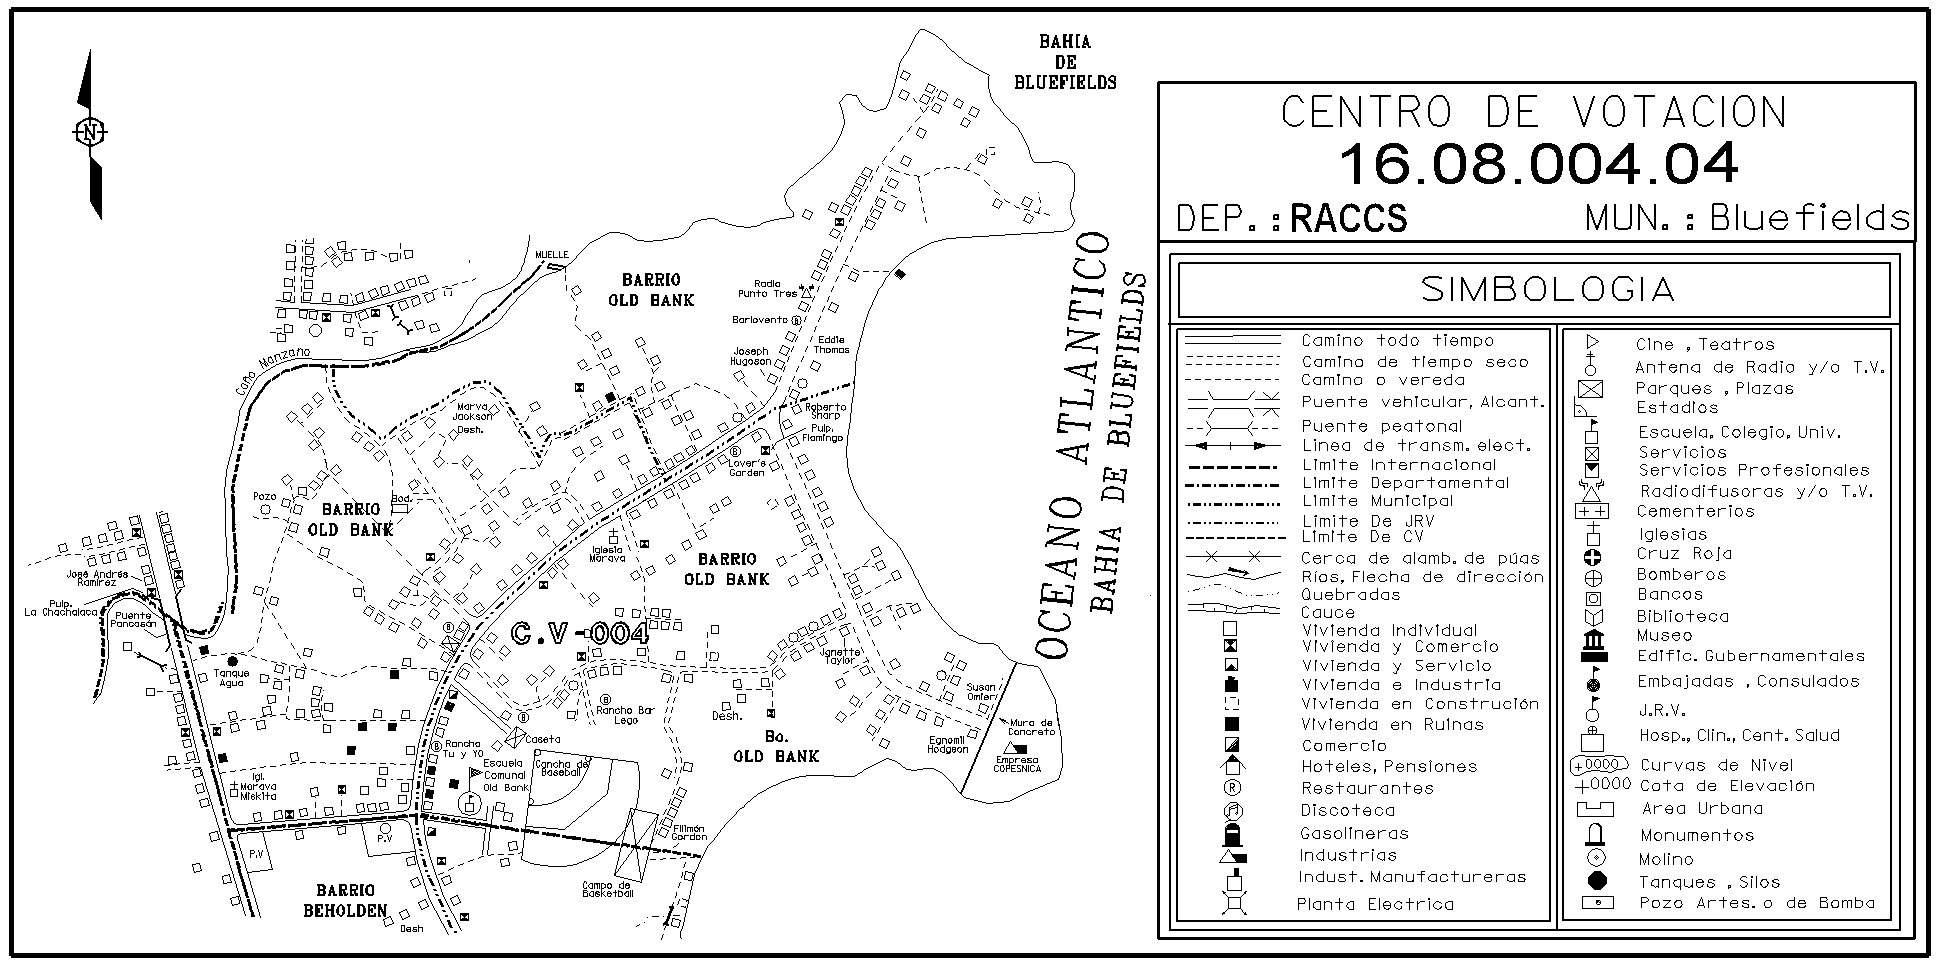 BAHIA
DE
BLUEFIELDS
N
MUELLE
BARRIO
OLD BANK
Radia
Punto Tres
Barlovento
B
Eddie
Thomas
Joseph
Hugoson
Caño Manzano
Marva
Jackson
Desh.
Roberto
Sharp
Pulp.
Flamingo
B
Lover's
Garden
Pozo
Bod.
BARRIO
OLD BANK
Iglesia
Morava
BARRIO
OLD BANK
José Andrés
Ramirez
Pulp.
La Chachalaca
Puente
Pancasán
B
C.V-004
Janette
Taylor
Tanque
Agua
Susan
Omier
B
Rancho Bar
Lego
B
Desh.
Bo.
OLD BANK
Muro de
Concreto
Egnomil
Hodgson
Empresa
COPESNICA
Caseta
B
Rancha
Tu y YO
Escuela
Comunal
Old Bank
Cancha de
Baseball
Igl.
Morava
Miskita
P.V
P.V
Filimón
Gordon
Campo de
Basketball
BARRIO
BEHOLDEN
Desh
OCEANO ATLANTICO
BAHIA DE BLUEFIELDS
CENTRO DE VOTACION
16.08.004.04
DEP.:RACCS MUN.: Bluefields
SIMBOLOGIA
Camino todo tiempo
Camina de tiempo seco
Camino o vereda
Puente vehicular, Alcant.
Puente peatonal
Linea de transm. elect.
Limite Internacional
Limite Departamental
Limite Municipal
Limite De JRV
Limite De CV
Cerca de alamb. de púas
Ríos, Flecha de dirección
Quebradas
Cauce
Vivienda Individual
Vivienda y Comercio
Vivienda y Servicio
Vivienda e Industria
Vivienda en Construción
Vivienda en Ruinas
Comercio
Hoteles, Pensiones
R Restaurantes
Discoteca
Gasolineras
Industrias
Indust. Manufactureras
Planta Electrica
Cine , Teatros
Antena de Radio y/o T.V.
Parques , Plazas
Estadios
Escuela, Colegio, Univ.
Servicios
Servicios Profesionales
Radiodifusoras y/o T.V.
Cementerios
Iglesias
Cruz Roja
Bomberos
Bancos
Biblioteca
Museo
Edific. Gubernamentales
Embajadas , Consulados
J.R.V.
Hosp., Clin., Cent. Salud
+0000 Curvas de Nivel
+0000 Cota de Elevación
Area Urbana
Monumentos
Molino
Tanques , Silos
Pozo Artes. o de Bomba